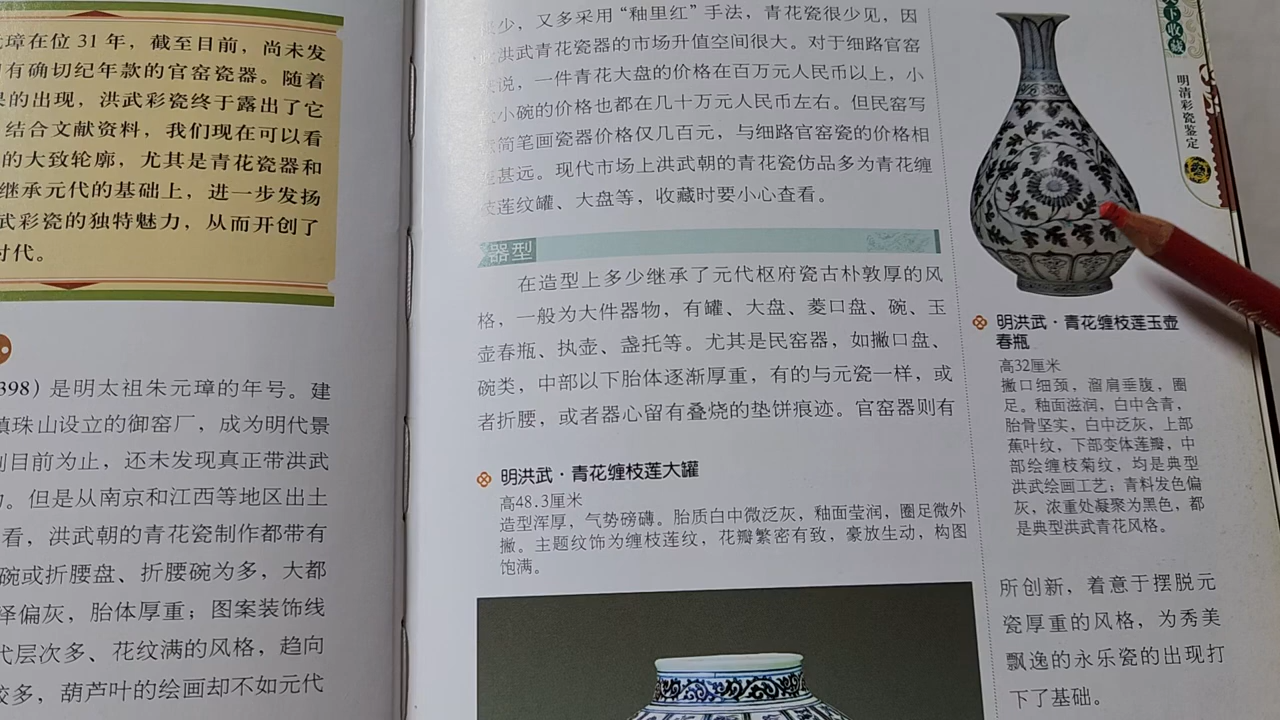 元璋在位31年，截至目前，尚未发
有确切纪年款的官窑瓷器。随着
的出现，洪武彩瓷终于露出了它
结合文献资料，我们现在可以看
的大致轮廓，尤其是青花瓷器和
继承元代的基础上，进一步发扬
武彩瓷的独特魅力，从而开创了
时代。
398）是明太祖朱元璋的年号。建
镇珠山设立的御窑厂，成为明代景
到目前为止，还未发现真正带洪武
但是从南京和江西等地区出土
看，洪武朝的青花瓷制作都带有
碗或折腰盘、折腰碗为多，大都
泽偏灰，胎体厚重；图案装饰线
代层次多、花纹满的风格，趋向
较多，葫芦叶的绘画却不如元代
很少，又多采用“釉里红”手法，青花瓷很少见，因
洪武青花瓷器的市场升值空间很大。对于细路官窑
说，一件青花大盘的价格在百万元人民币以上，小
小碗的价格也都在几十万元人民币左右。但民窑写
简笔画瓷器价格仅几百元，与细路官窑瓷的价格相
甚远。现代市场上洪武朝的青花瓷仿品多为青花缠
枝莲纹罐、大盘等，收藏时要小心查看。
器型
在造型上多少继承了元代枢府瓷古朴敦厚的风
格，一般为大件器物，有罐、大盘、菱口盘、碗、玉
壶春瓶、执壶、盏托等。尤其是民窑器，如撇口盘、
碗类，中部以下胎体逐渐厚重，有的与元瓷一样，或
者折腰，或者器心留有叠烧的垫饼痕迹。官窑器则有
明洪武·青花缠枝莲大罐
高48.3厘米
造型浑厚，气势磅礴。胎质白中微泛灰，釉面莹润，圈足微外
撇。主题纹饰为缠枝莲纹，花瓣繁密有致，豪放生动，构图
饱满。
明洪武·青花缠枝莲玉壶
春瓶
高32厘米
撇口细颈，溜肩垂腹，圈
足。釉面滋润，白中含青，
胎骨坚实，白中泛灰，上部
蕉叶纹，下部变体莲瓣，中
部绘缠枝菊纹，均是典型
洪武绘画工艺；青料发色偏
灰，浓重处凝聚为黑色，都
是典型洪武青花风格。
所创新，着意于摆脱元
瓷厚重的风格，为秀美
飘逸的永乐瓷的出现打
下了基础。
下收藏
明清彩瓷鉴定